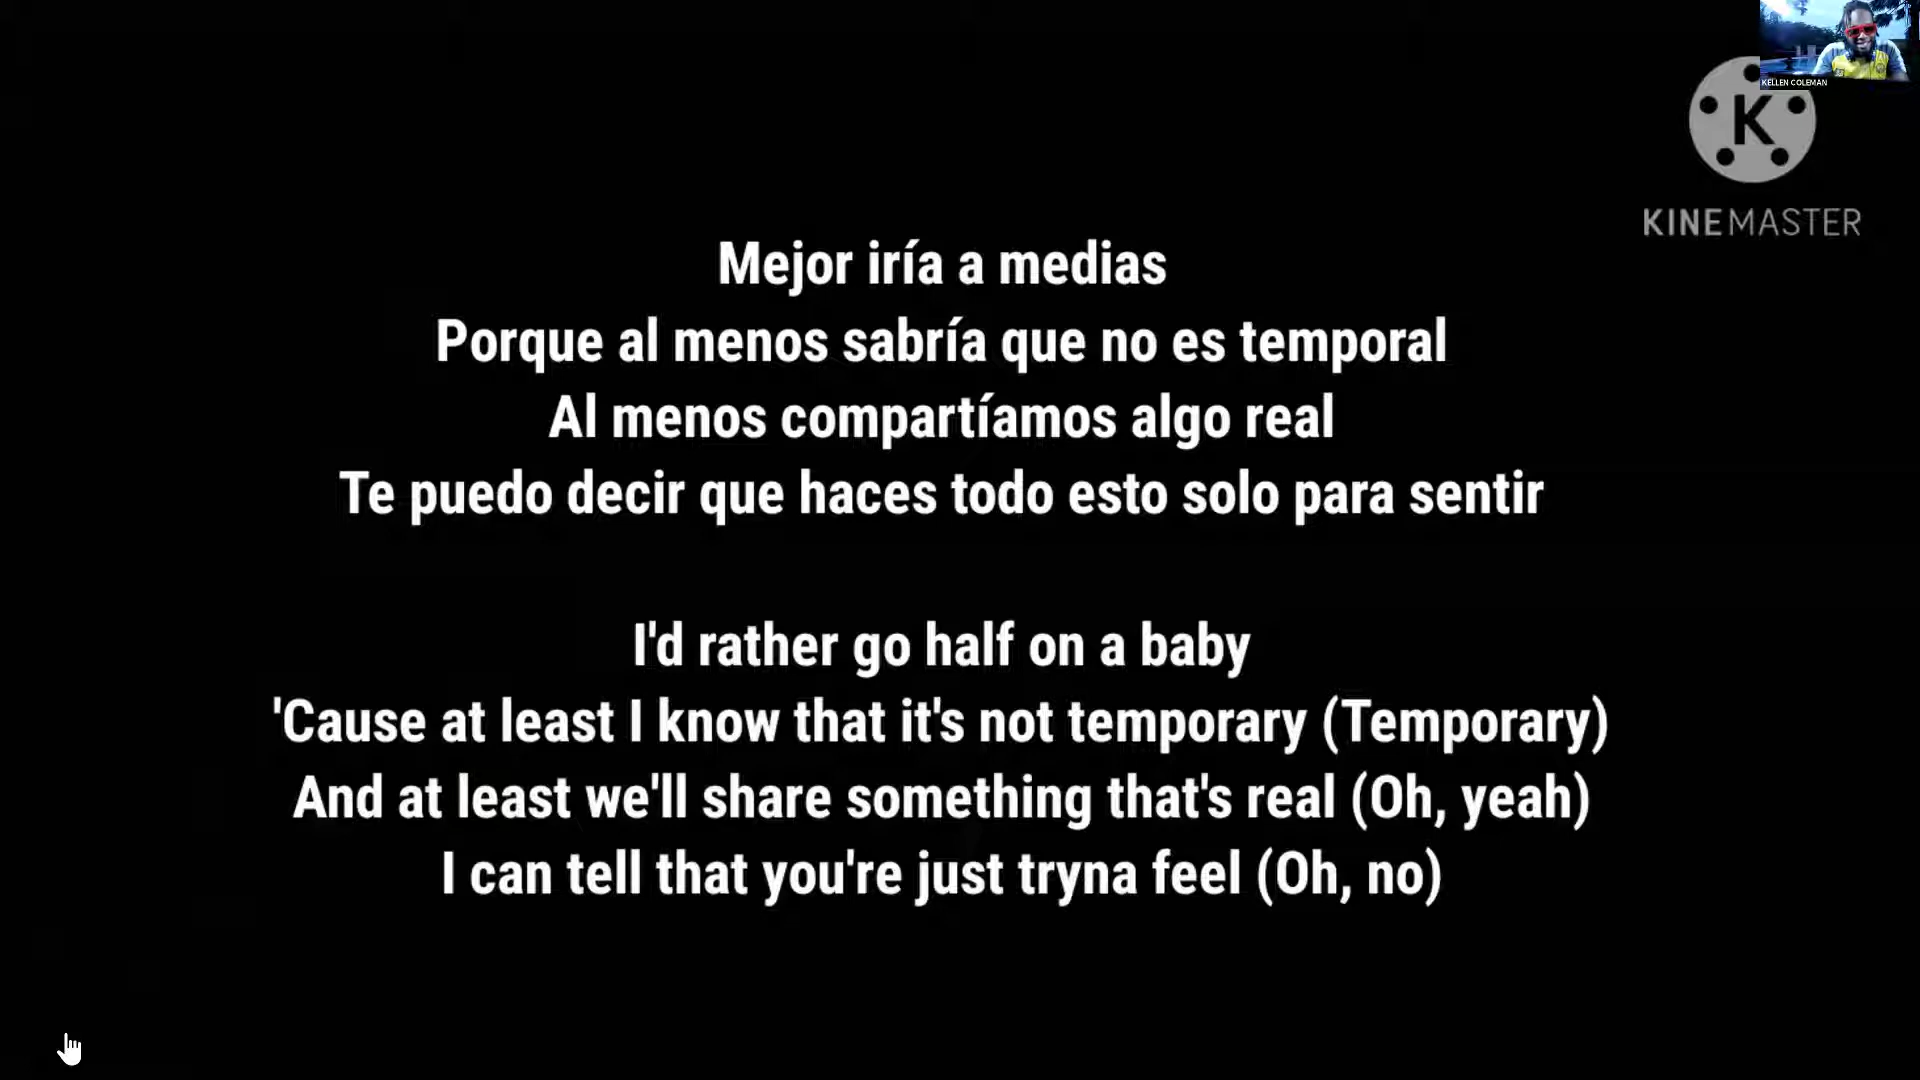 KELLEN COLEMAN
K
KINEMASTER
Mejor iría a medias
Porque al menos sabría que no es temporal
Al menos compartíamos algo real
Te puedo decir que haces todo esto solo para sentir
I'd rather go half on a baby
'Cause at least I know that it's not temporary (Temporary)
And at least we'll share something that's real (Oh, yeah)
I can tell that you're just tryna feel (Oh, no)